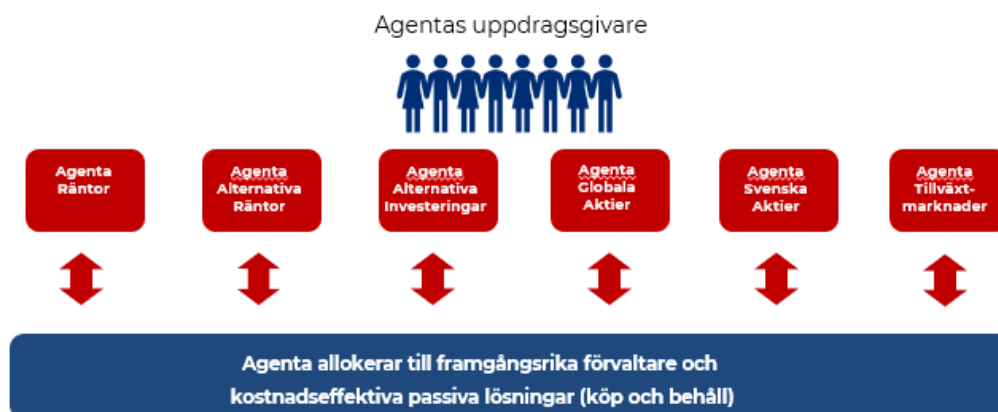 Agentas uppdragsgivare
Agenta
Räntor
Agenta
Alternativa
Räntor
Agenta
Alternativa
Investeringar
Agenta
Globala
Aktier
Agenta
Svenska
Aktier
Agenta
Tillväxt-
marknader
Agenta allokerar till framgångsrika förvaltare och
kostnadseffektiva passiva lösningar (köp och behåll)